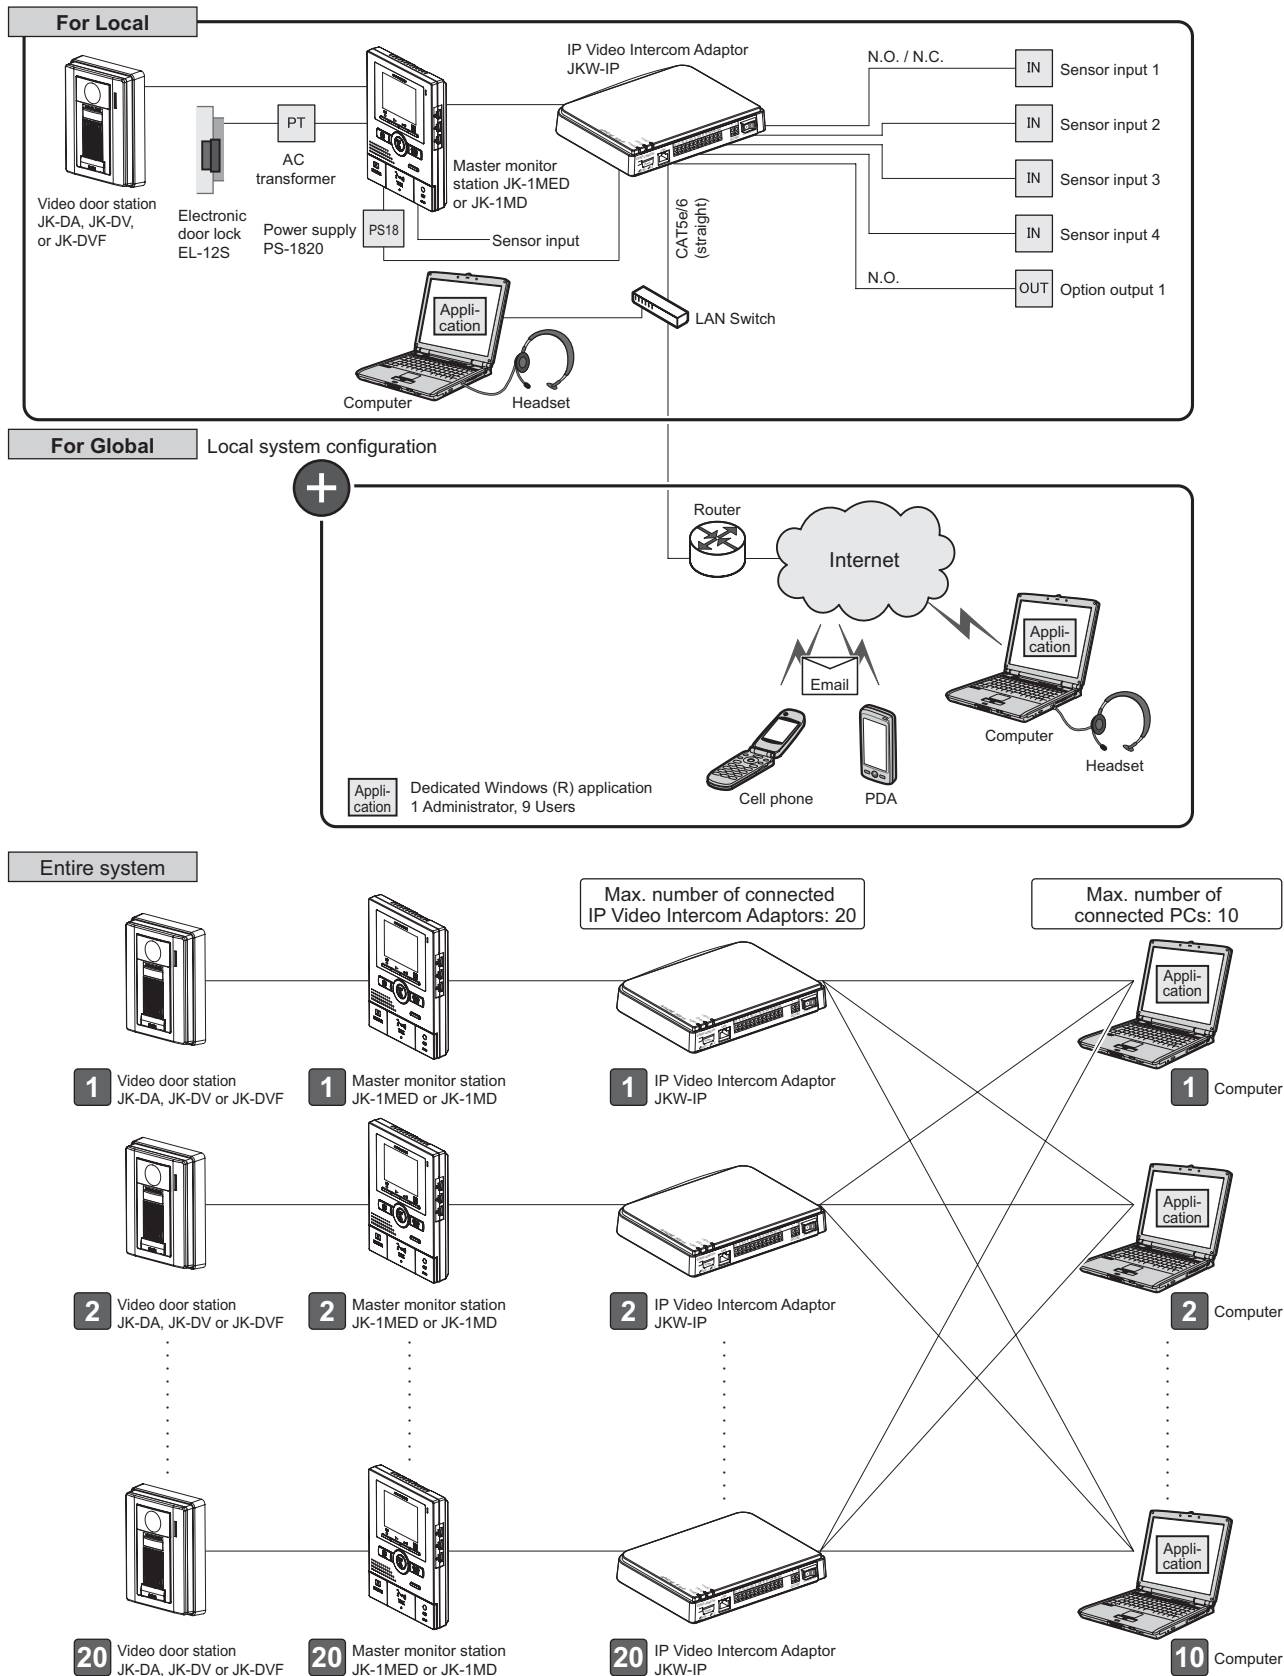 For Local
IP Video Intercom Adaptor
JKW-IP
N.O. / N.C.
IN
Sensor input 1
IN
Sensor input 2
IN
Sensor input 3
IN
Sensor input 4
N.O.
OUT
Option output 1
PT
AC
transformer
Master monitor
station JK-1MED
or JK-1MD
Video door station
JK-DA, JK-DV,
or JK-DVF
Electronic
door lock
EL-12S
Power supply
PS-1820
PS18
Sensor input
CAT5e/6
(straight)
LAN Switch
Appli-
cation
Computer
Headset
For Global
Local system configuration
+
Router
Internet
Email
Appli-
cation
Computer
Headset
Cell phone
PDA
Appli-
cation
Dedicated Windows (R) application
1 Administrator, 9 Users
Entire system
Max. number of connected
IP Video Intercom Adaptors: 20
Max. number of
connected PCs: 10
Appli-
cation
1
Video door station
JK-DA, JK-DV or JK-DVF
1
Master monitor station
JK-1MED or JK-1MD
1
IP Video Intercom Adaptor
JKW-IP
1
Computer
Appli-
cation
2
Video door station
JK-DA, JK-DV or JK-DVF
2
Master monitor station
JK-1MED or JK-1MD
2
IP Video Intercom Adaptor
JKW-IP
2
Computer
Appli-
cation
20
Video door station
JK-DA, JK-DV or JK-DVF
20
Master monitor station
JK-1MED or JK-1MD
20
IP Video Intercom Adaptor
JKW-IP
10
Computer